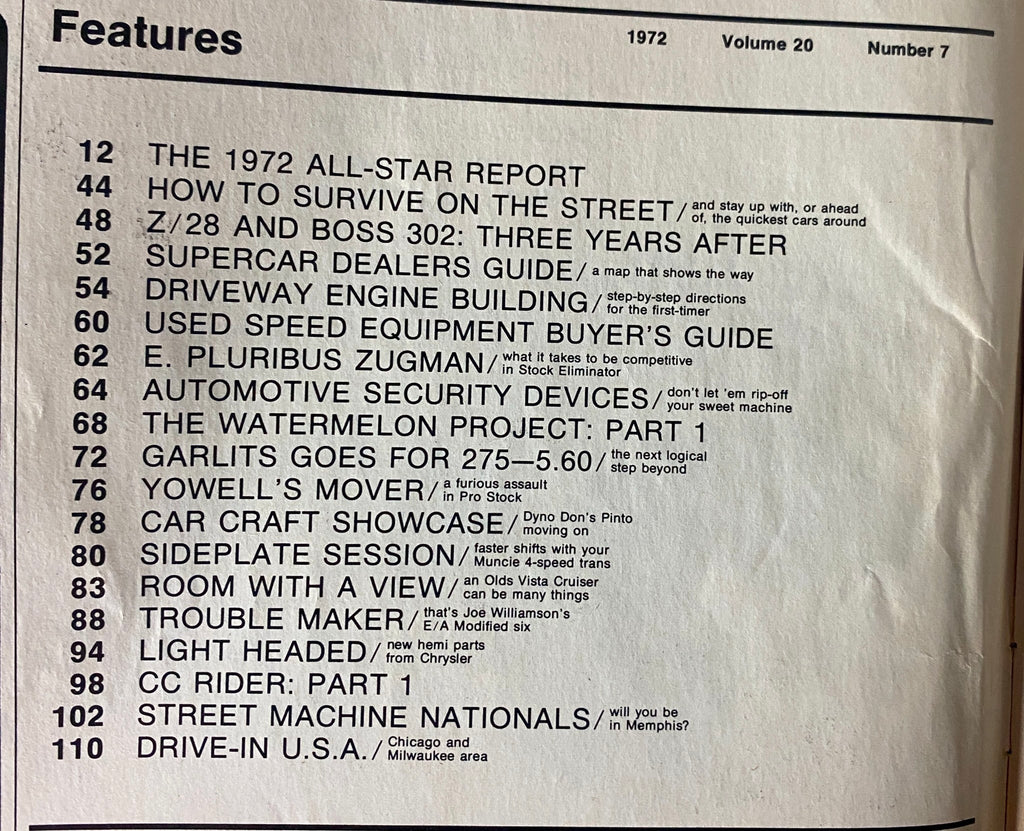 Features 1972 Volume 20 Number 7
12 THE 1972 ALL-STAR REPORT
44 HOW TO SURVIVE ON THE STREET / and stay up with, or ahead
of, the quickest cars around
48 Z/28 AND BOSS 302: THREE YEARS AFTER
52 SUPERCAR DEALERS GUIDE / a map that shows the way
54 DRIVEWAY ENGINE BUILDING / step-by-step directions
for the first-timer
60 USED SPEED EQUIPMENT BUYER'S GUIDE
62 E. PLURIBUS ZUGMAN / what it takes to be competitive
in Stock Eliminator
64 AUTOMOTIVE SECURITY DEVICES / don't let 'em rip-off
your sweet machine
68 THE WATERMELON PROJECT: PART 1
72 GARLITS GOES FOR 275—5.60 / the next logical
step beyond
76 YOWELL'S MOVER / a furious assault
in Pro Stock
78 CAR CRAFT SHOWCASE / Dyno Don's Pinto
moving on
80 SIDEPLATE SESSION / faster shifts with your
Muncie 4-speed trans
83 ROOM WITH A VIEW / an Olds Vista Cruiser
can be many things
88 TROUBLE MAKER / that's Joe Williamson's
E/A Modified six
94 LIGHT HEADED / new hemi parts
from Chrysler
98 CC RIDER: PART 1
102 STREET MACHINE NATIONALS / will you be
in Memphis?
110 DRIVE-IN U.S.A. / Chicago and
Milwaukee area